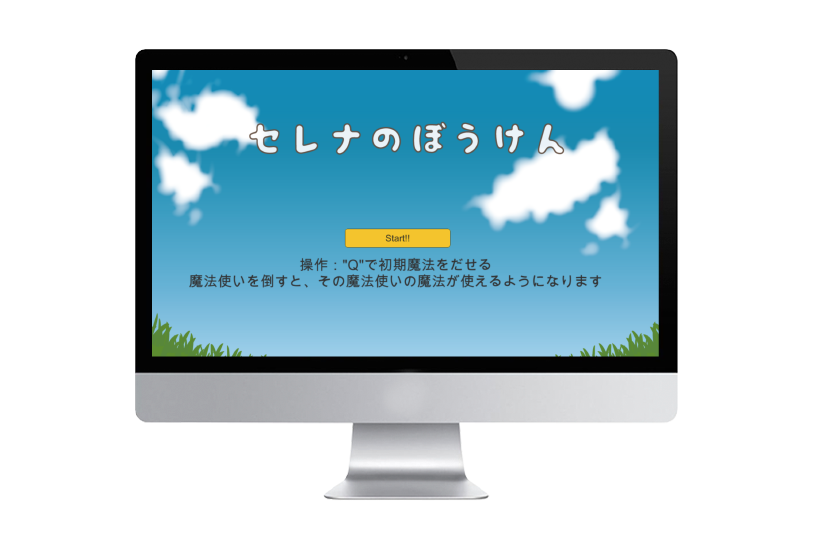 セレナのぼうけん
Start!!
操作:"Q"で初期魔法をだせる
魔法使いを倒すと、その魔法使いの魔法が使えるようになります